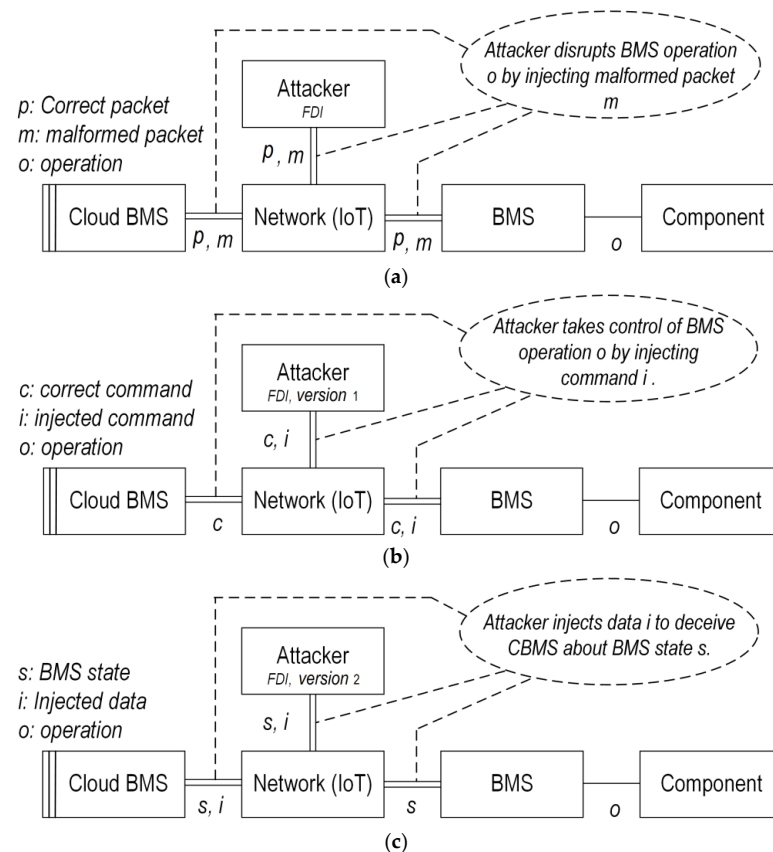 Attacker disrupts BMS operation
o by injecting malformed packet
m
Attacker
FDI
p: Correct packet
m: malformed packet
o: operation
p, m
Cloud BMS
Network (IoT)
BMS
Component
p, m
p, m
o
(a)
Attacker takes control of BMS
operation o by injecting
command i .
Attacker
FDI, version 1
c: correct command
i: injected command
o: operation
c, i
Cloud BMS
Network (IoT)
BMS
Component
c
c, i
o
(b)
Attacker injects data i to deceive
CBMS about BMS state s.
Attacker
FDI, version 2
s: BMS state
i: Injected data
o: operation
s, i
Cloud BMS
Network (IoT)
BMS
Component
s, i
s
o
(c)